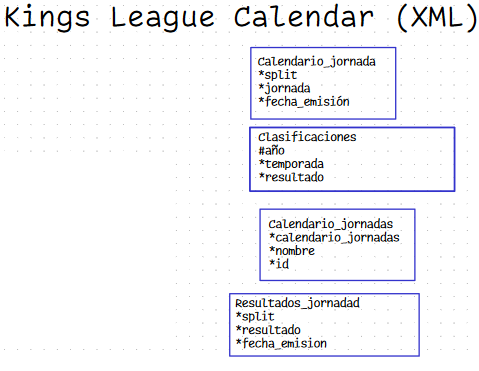 Kings League Calendar (XML)
Calendario_jornada
*split
*jornada
*fecha_emisión
Clasificaciones
#año
*temporada
*resultado
Calendario_jornadas
*calendario_jornadas
*nombre
*id
Resultados_jornadad
*split
*resultado
*fecha_emision